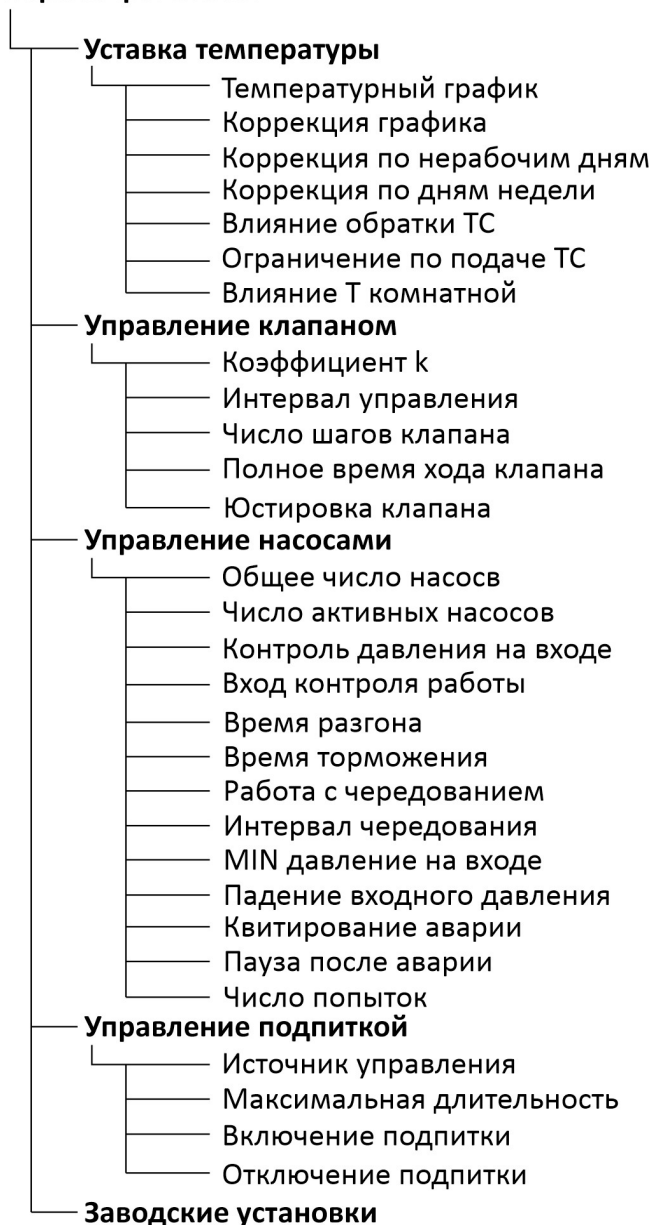 Уставка температуры
Температурный график
Коррекция графика
Коррекция по нерабочим дням
Коррекция по дням недели
Влияние обратки ТС
Ограничение по подаче ТС
Влияние Т комнатной
Управление клапаном
Коэффициент k
Интервал управления
Число шагов клапана
Полное время хода клапана
Юстировка клапана
Управление насосами
Общее число насосв
Число активных насосов
Контроль давления на входе
Вход контроля работы
Время разгона
Время торможения
Работа с чередованием
Интервал чередования
MIN давление на входе
Падение входного давления
Квитирование аварии
Пауза после аварии
Число попыток
Управление подпиткой
Источник управления
Максимальная длительность
Включение подпитки
Отключение подпитки
Заводские установки